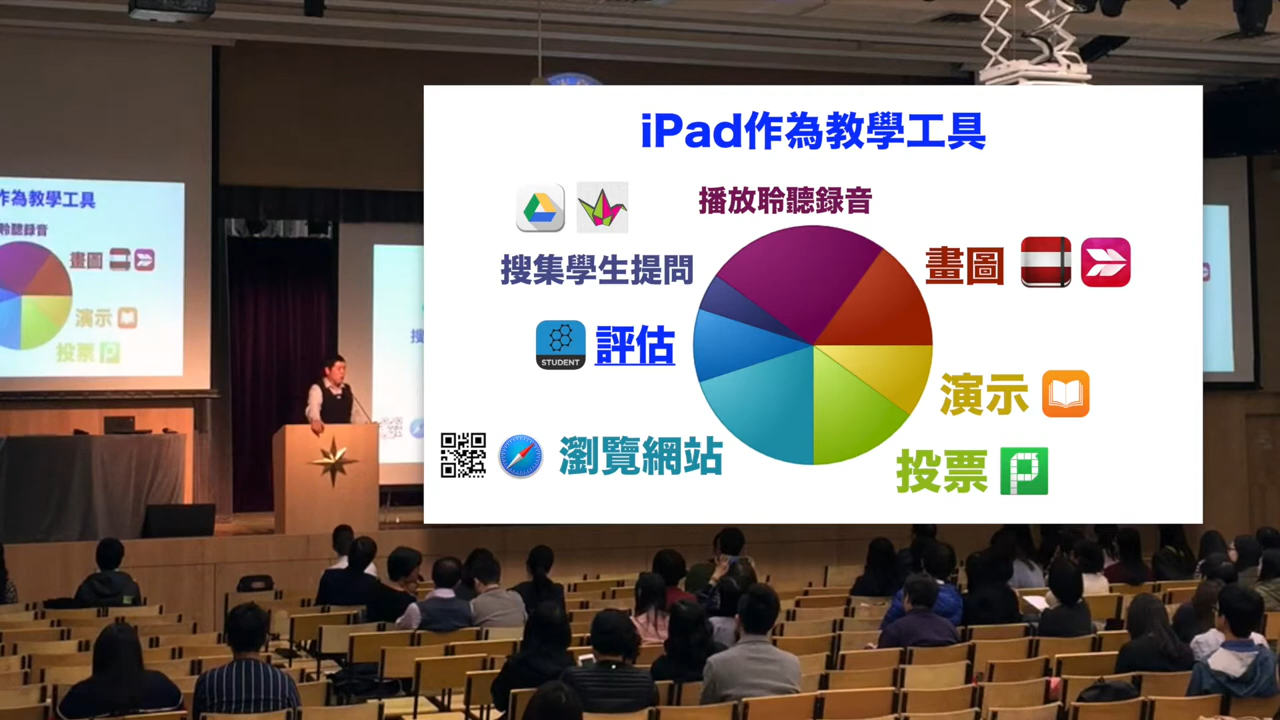 iPad作為教學工具
播放聆聽錄音
搜集學生提問
畫圖
STUDENT
評估
演示
瀏覽網站
投票
作為教學工具
聆聽錄音
畫圖
演示
投票
搜